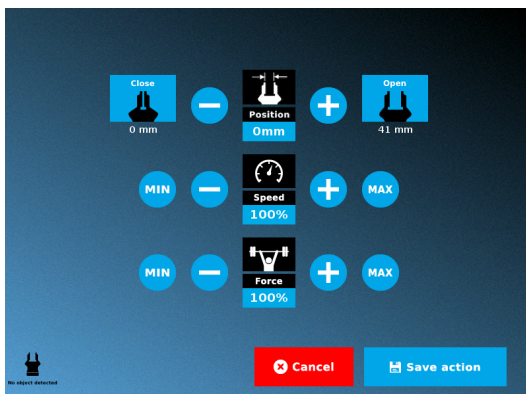 Close
0 mm
Position
0mm
Open
41 mm
MIN
Speed
100%
MAX
MIN
Force
100%
MAX
No object detected
Cancel
Save action